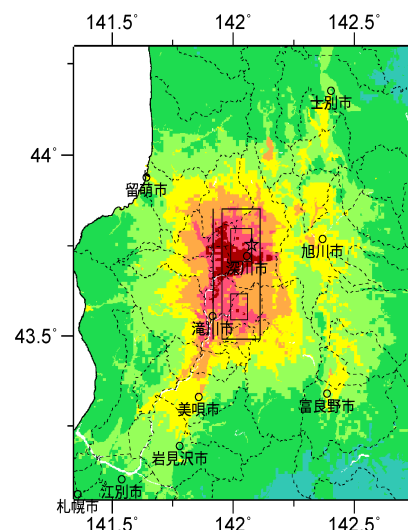 141.5° 142° 142.5°
士別市
44°
留萌市
旭川市
深川市
滝川市
43.5°
美唄市
富良野市
岩見沢市
江別市
札幌市
141.5° 142° 142.5°